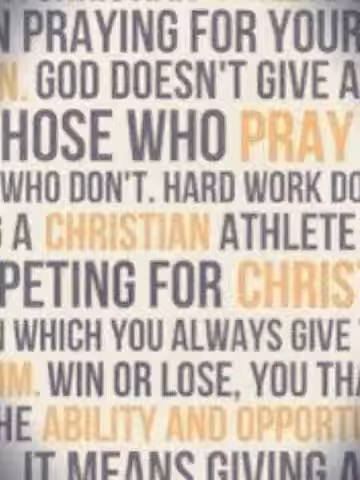 N PRAYING FOR YOUR
N. GOD DOESN'T GIVE A
HOSE WHO PRAY
WHO DON'T. HARD WORK DO
G A CHRISTIAN ATHLETE
PETING FOR CHRIS
WHICH YOU ALWAYS GIVE
IM. WIN OR LOSE, YOU THA
HE ABILITY AND OPPORT
IT MEANS GIVING A